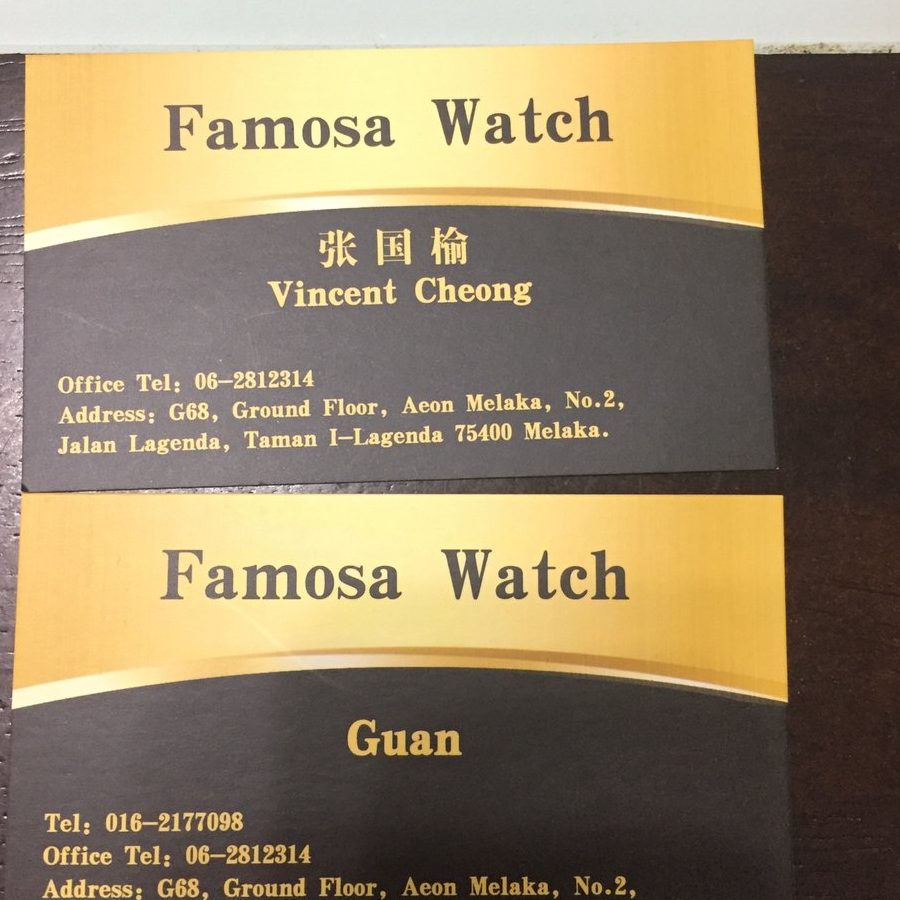 Famosa Watch
张国榆
Vincent Cheong
Office Tel: 06-2812314
Address: G68, Ground Floor, Aeon Melaka, No.2,
Jalan Lagenda, Taman I-Lagenda 75400 Melaka.
Famosa Watch
Guan
Tel: 016-2177098
Office Tel: 06-2812314
Address: G68, Ground Floor, Aeon Melaka, No.2,